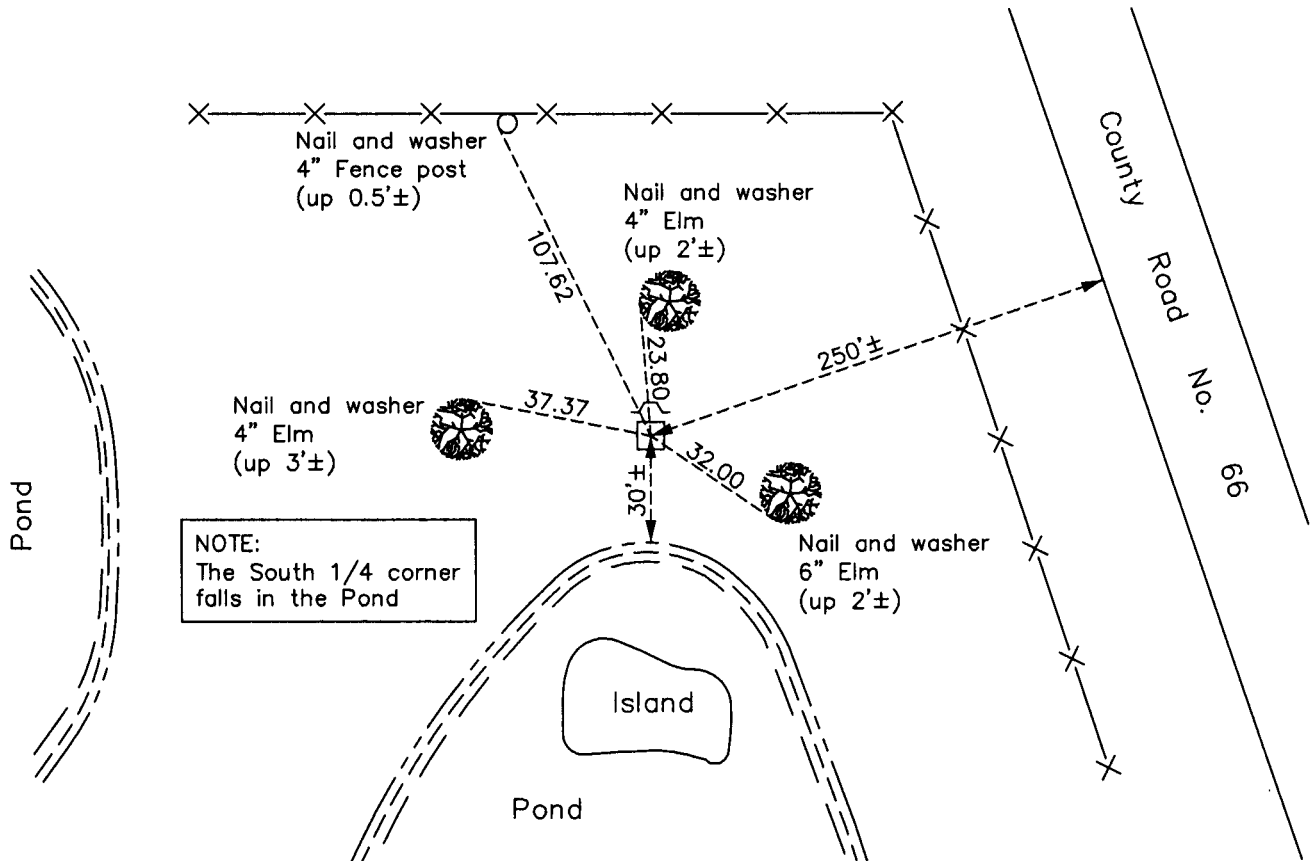 Nail and washer
4" Fence post
(up 0.5'±)
County Road No. 66
Nail and washer
4" Elm
(up 2'±)
107.62
23.80
250'±
37.37
Nail and washer
4" Elm
(up 3'±)
32.00
30'±
Pond
NOTE:
The South 1/4 corner
falls in the Pond
Nail and washer
6" Elm
(up 2'±)
Island
Pond